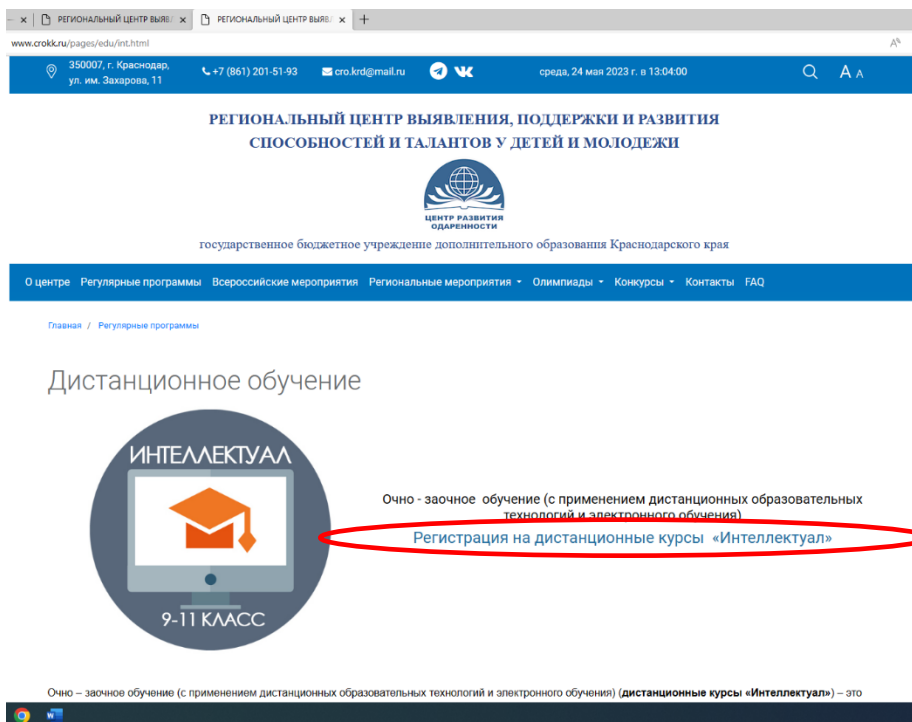 РЕГИОНАЛЬНЫЙ ЦЕНТР ВЫЯВЛ РЕГИОНАЛЬНЫЙ ЦЕНТР ВЫЯВЛ
www.crokk.ru/pages/edu/int.html
350007, г. Краснодар,
ул. им. Захарова, 11
+7 (861) 201-51-93 cro.krd@mail.ru среда, 24 мая 2023 г. в 13:04:00 А А
РЕГИОНАЛЬНЫЙ ЦЕНТР ВЫЯВЛЕНИЯ, ПОДДЕРЖКИ И РАЗВИТИЯ
СПОСОБНОСТЕЙ И ТАЛАНТОВ У ДЕТЕЙ И МОЛОДЕЖИ
ЦЕНТР РАЗВИТИЯ
ОДАРЕННОСТИ
государственное бюджетное учреждение дополнительного образования Краснодарского края
О центре Регулярные программы Всероссийские мероприятия Региональные мероприятия Олимпиады Конкурсы Контакты FAQ
Главная / Регулярные программы
Дистанционное обучение
ИНТЕЛЛЕКТУАЛ
9-11 КЛАСС
Очно - заочное обучение (с применением дистанционных образовательных
технологий и электронного обучения)
Регистрация на дистанционные курсы «Интеллектуал»
Очно – заочное обучение (с применением дистанционных образовательных технологий и электронного обучения) (дистанционные курсы «Интеллектуал») – это